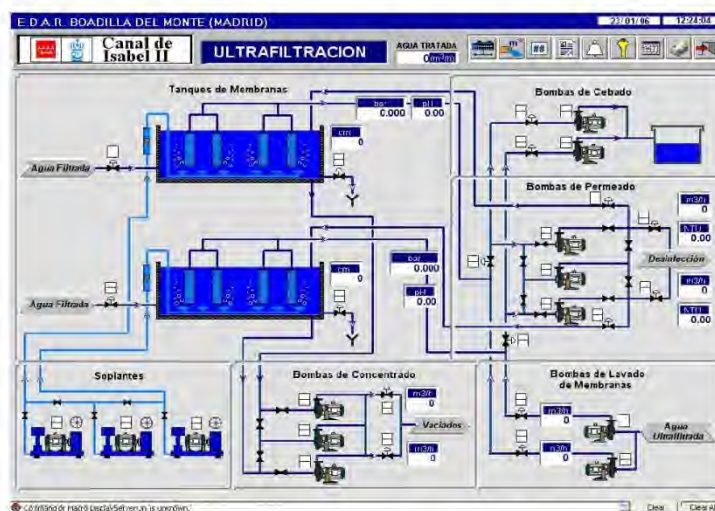 E.D.A.R. BOADILLA DEL MONTE (MADRID)
23/01/96
12:24:04
Canal de
Isabel II
ULTRAFILTRACION
AGUA TRATADA
0
Tanques de Membranas
bar
0.000
pH
0.00
cm
0
Agua Filtrada
Bombas de Cebado
Bombas de Permeado
m3/h
0
NTU
0.00
Desinfección
m3/h
0
NTU
0.00
bar
0.000
pH
0.00
cm
0
Agua Filtrada
Soplantes
Bombas de Concentrado
m3/h
0
Vaciados
m3/h
0
Bombas de Lavado
de Membranas
m3/h
0
m3/h
0
Agua
Ultrafiltrada
Clear
Clear